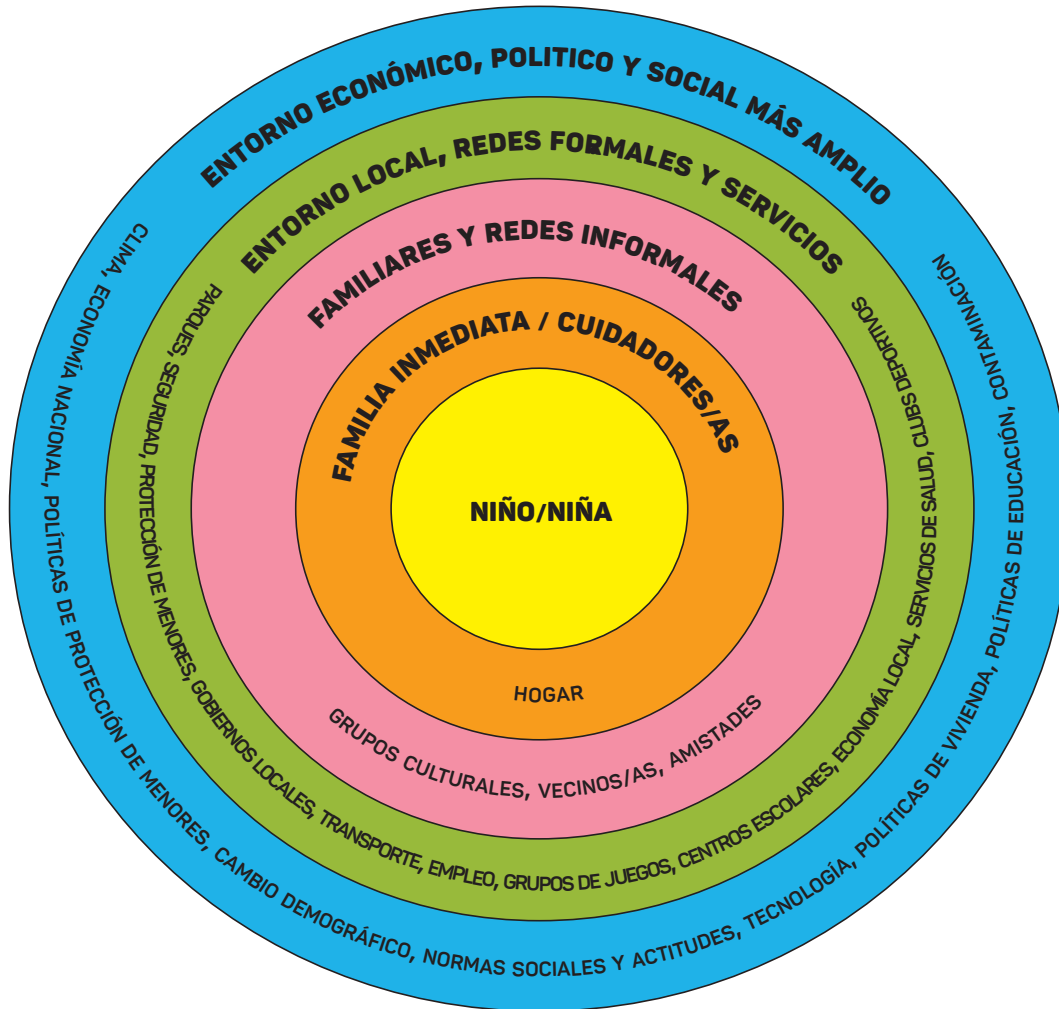 ENTORNO ECONÓMICO, POLITICO Y SOCIAL MÁS AMPLIO
ENTORNO LOCAL, REDES FORMALES Y SERVICIOS
FAMILIARES Y REDES INFORMALES
FAMILIA INMEDIATA / CUIDADORES/AS
NIÑO/NIÑA
HOGAR
GRUPOS CULTURALES, VECINOS/AS, AMISTADES
PARQUES, SEGURIDAD, PROTECCIÓN DE MENORES, GOBIERNOS LOCALES, TRANSPORTE, EMPLEO, GRUPOS DE JUEGOS, CENTROS ESCOLARES, ECONOMÍA LOCAL, SERVICIOS DE SALUD, CLUBS DEPORTIVOS
CLIMA, ECONOMÍA NACIONAL, POLÍTICAS DE PROTECCIÓN DE MENORES, CAMBIO DEMOGRÁFICO, NORMAS SOCIALES Y ACTITUDES, TECNOLOGÍA, POLÍTICAS DE VIVIENDA, POLÍTICAS DE EDUCACIÓN, CONTAMINACIÓN